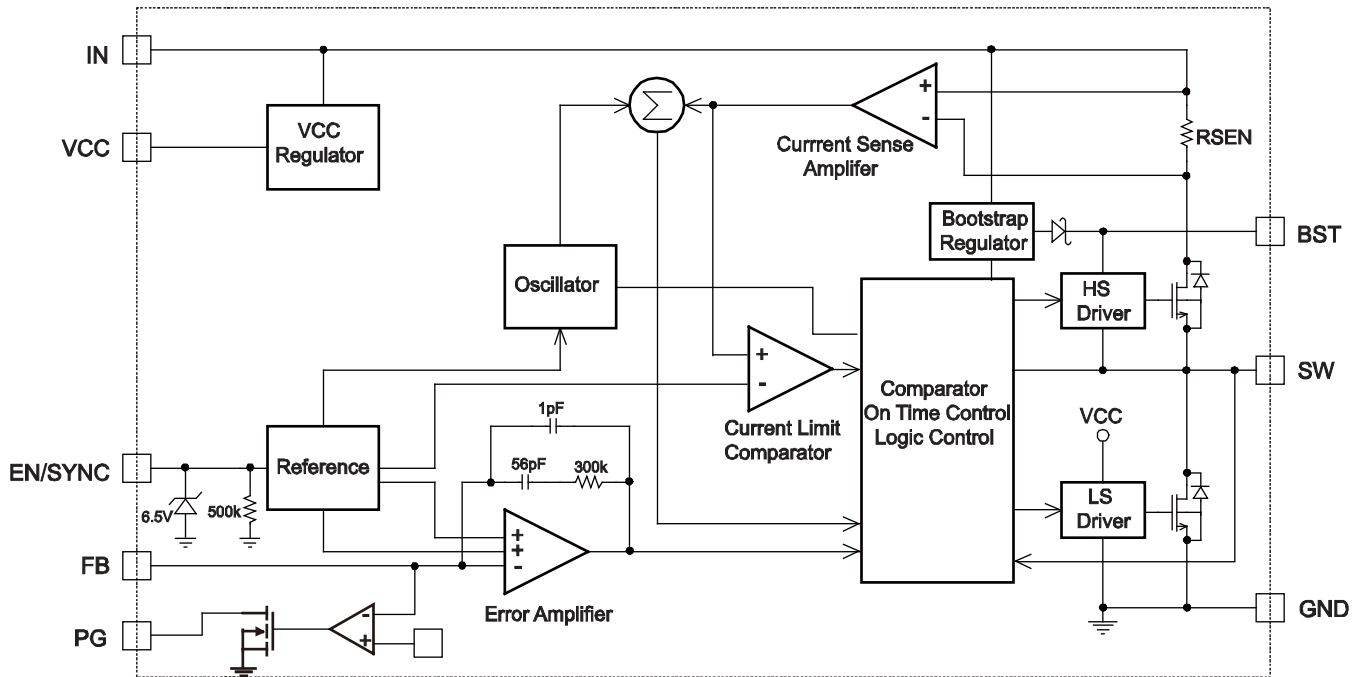 IN
VCC
VCC
Regulator
Σ
+
-
Currrent Sense
Amplifer
RSEN
Bootstrap
Regulator
BST
Oscillator
HS
Driver
+
-
Current Limit
Comparator
Comparator
On Time Control
Logic Control
SW
VCC
1pF
56pF
300k
EN/SYNC
Reference
6.5V
500k
LS
Driver
FB
+
+
-
Error Amplifier
PG
-
+
GND